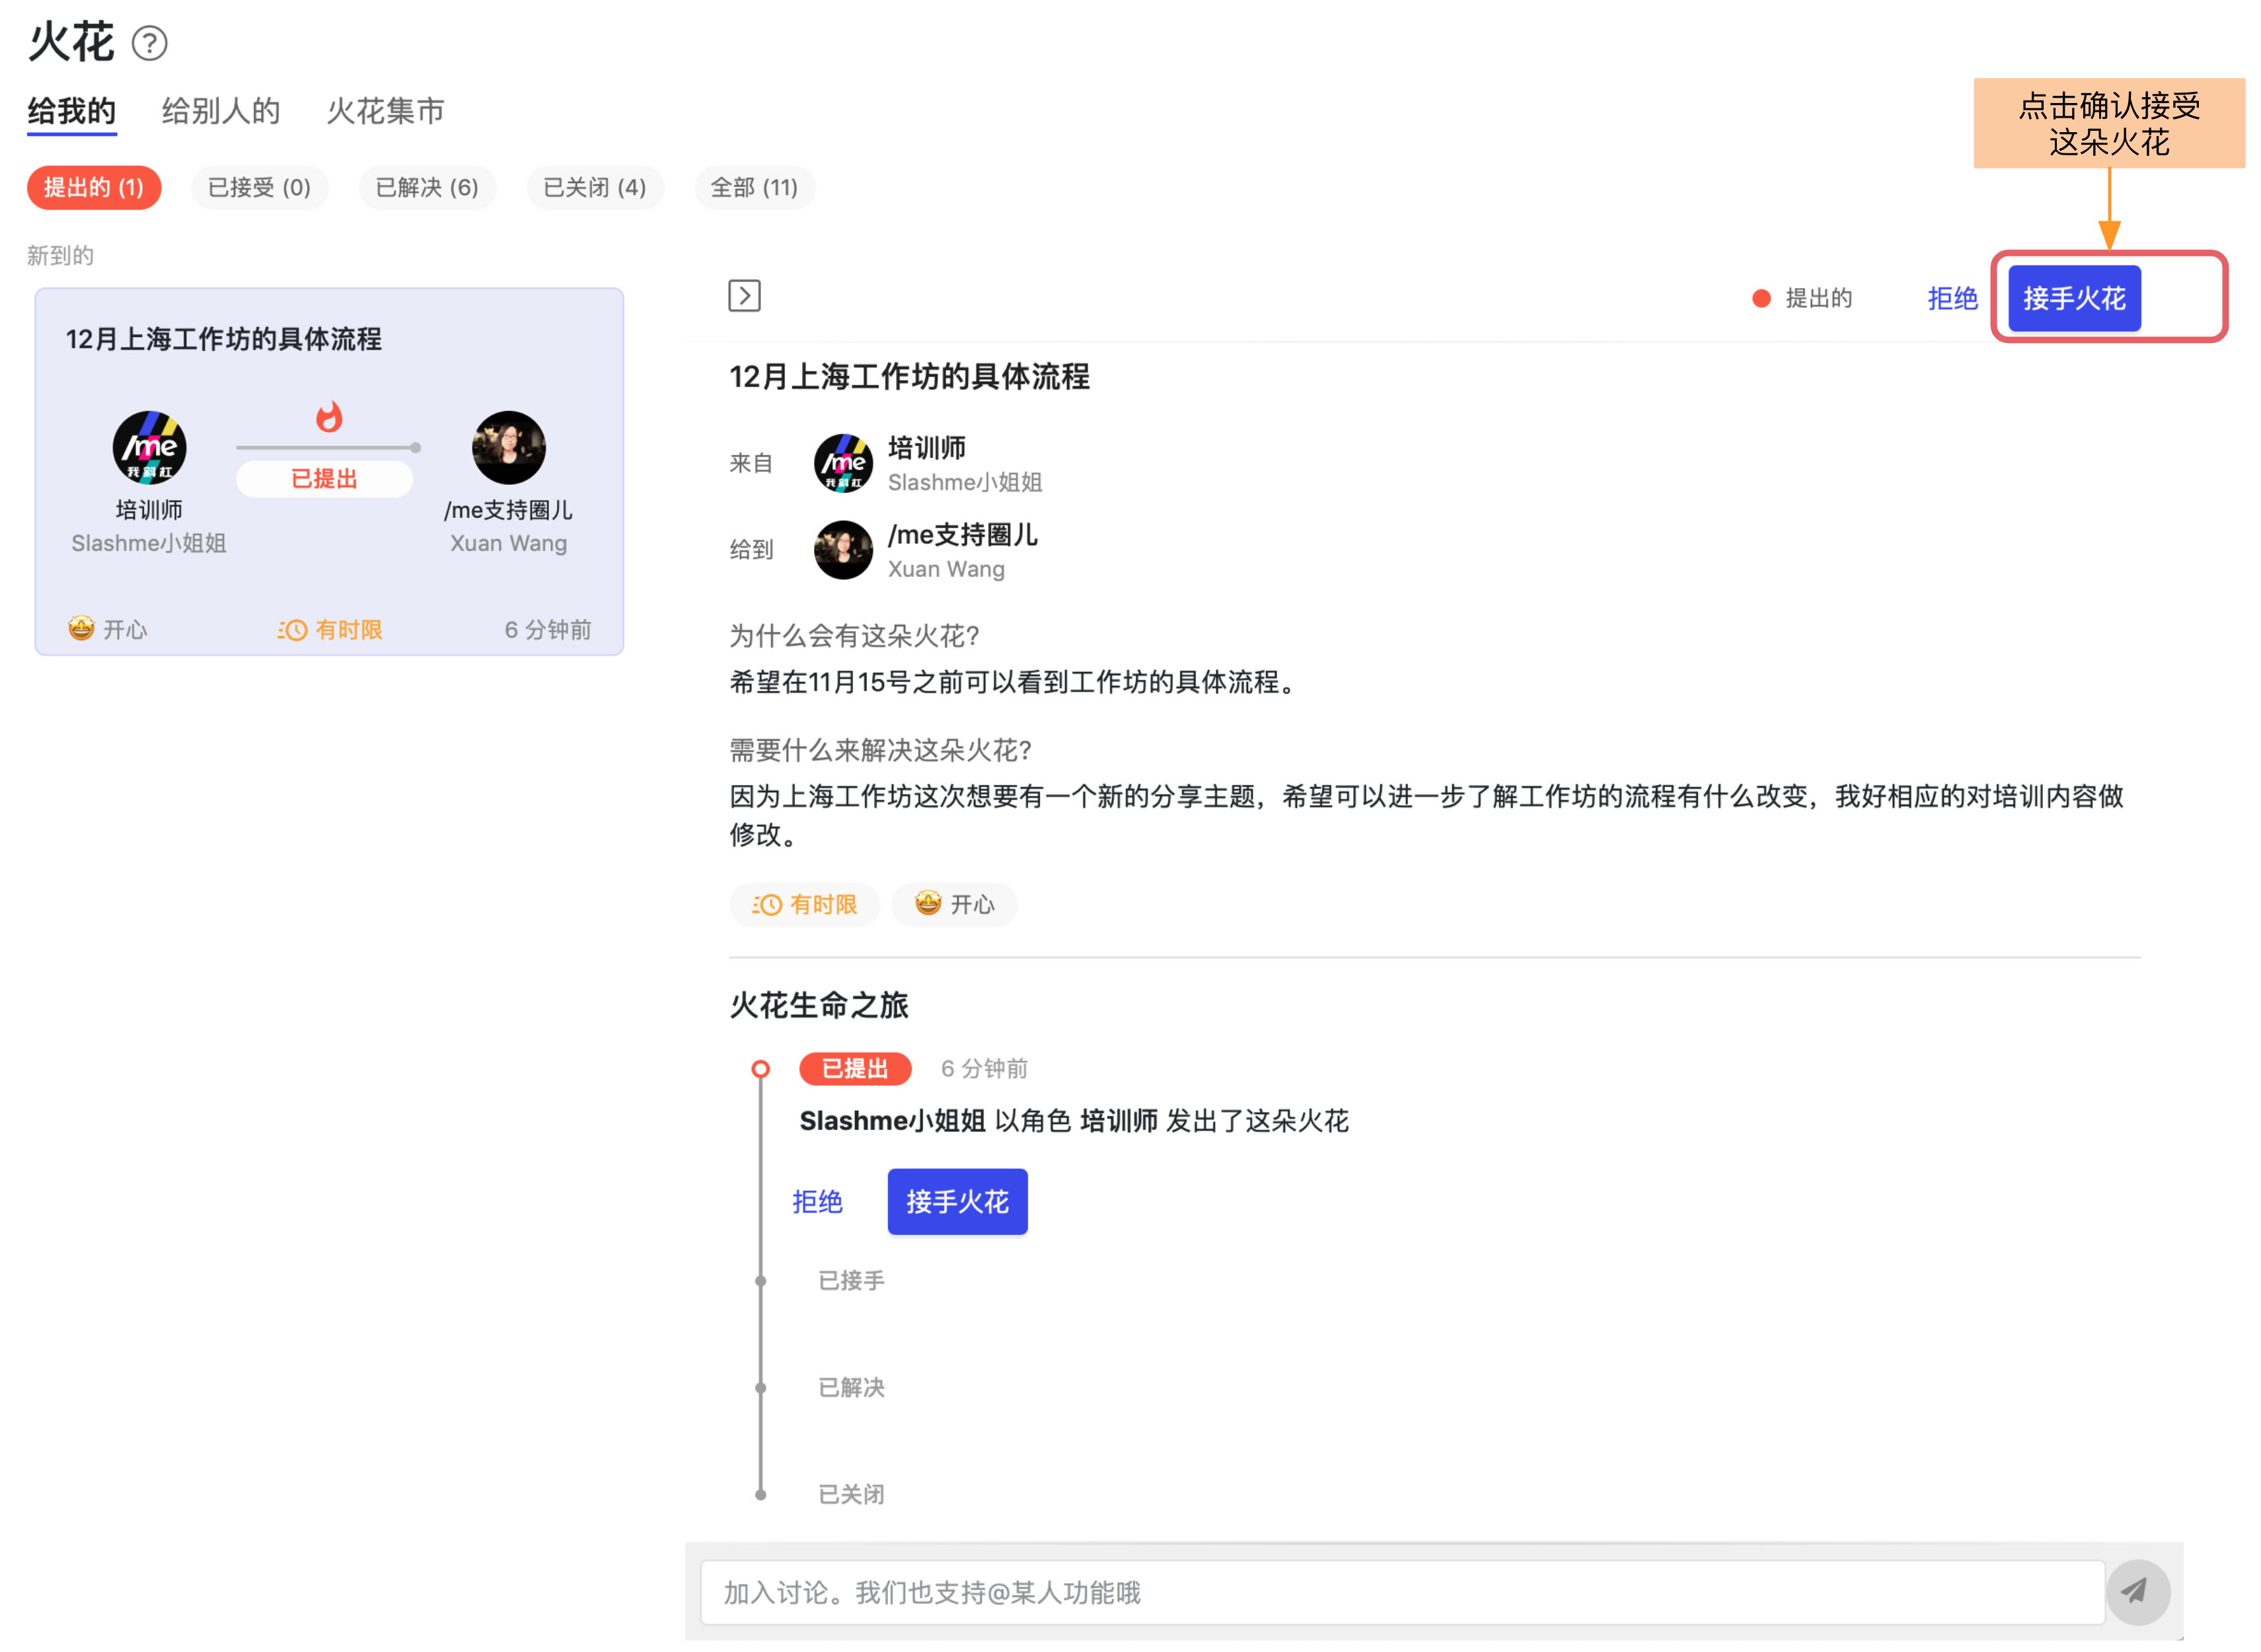 火花 ?
给我的 给别人的 火花集市
点击确认接受
这朵火花
提出的 (1) 已接受 (0) 已解决 (6) 已关闭 (4) 全部 (11)
新到的
提出的 拒绝 接手火花
12月上海工作坊的具体流程
/me
我斜杠
已提出
培训师 /me支持圈儿
Slashme小姐姐 Xuan Wang
开心 有时限 6 分钟前
12月上海工作坊的具体流程
来自 /me 我斜杠 培训师
Slashme小姐姐
给到 /me支持圈儿
Xuan Wang
为什么会有这朵火花?
希望在11月15号之前可以看到工作坊的具体流程。
需要什么来解决这朵火花?
因为上海工作坊这次想要有一个新的分享主题，希望可以进一步了解工作坊的流程有什么改变，我好相应的对培训内容做
修改。
有时限 开心
火花生命之旅
已提出 6 分钟前
Slashme小姐姐 以角色 培训师 发出了这朵火花
拒绝 接手火花
已接手
已解决
已关闭
加入讨论。我们也支持@某人功能哦